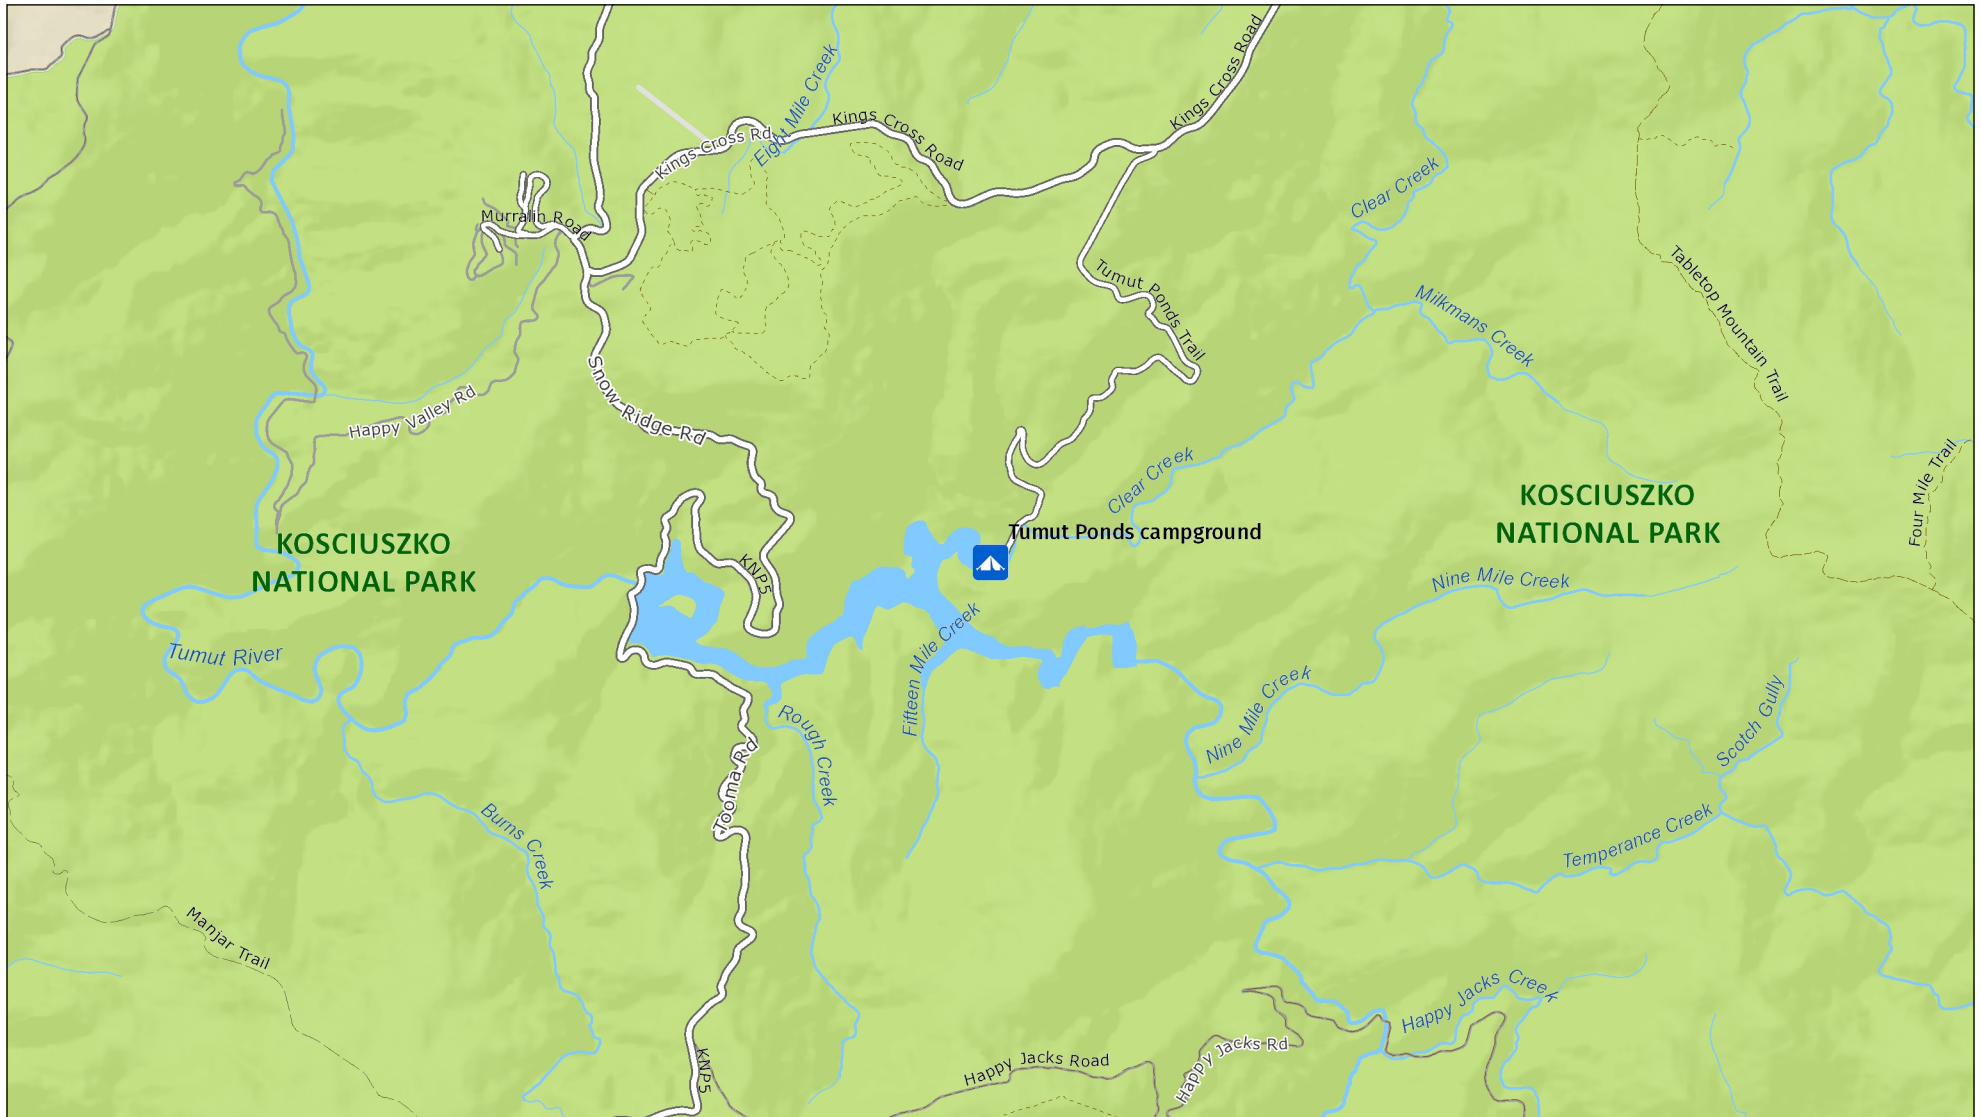 Kings Cross Road
Eight Mile Creek
Kings Cross Road
Kings Cross Rd
Clear Creek
Murralin Road
Tumut Ponds Trail
Tabletop Mountain Trail
Milkmans Creek
Snow Ridge Rd
Happy Valley Rd
Clear Creek
Four Mile Trail
KOSCIUSZKO
NATIONAL PARK
Tumut Ponds campground
KOSCIUSZKO
NATIONAL PARK
KNP5
Nine Mile Creek
Fifteen Mile Creek
Tumut River
Nine Mile Creek
Scotch Gully
Rough Creek
Tooma Rd
Burns Creek
Temperance Creek
Manjar Trail
Happy Jacks Creek
KNP5
Happy Jacks Road
Happy Jacks Rd